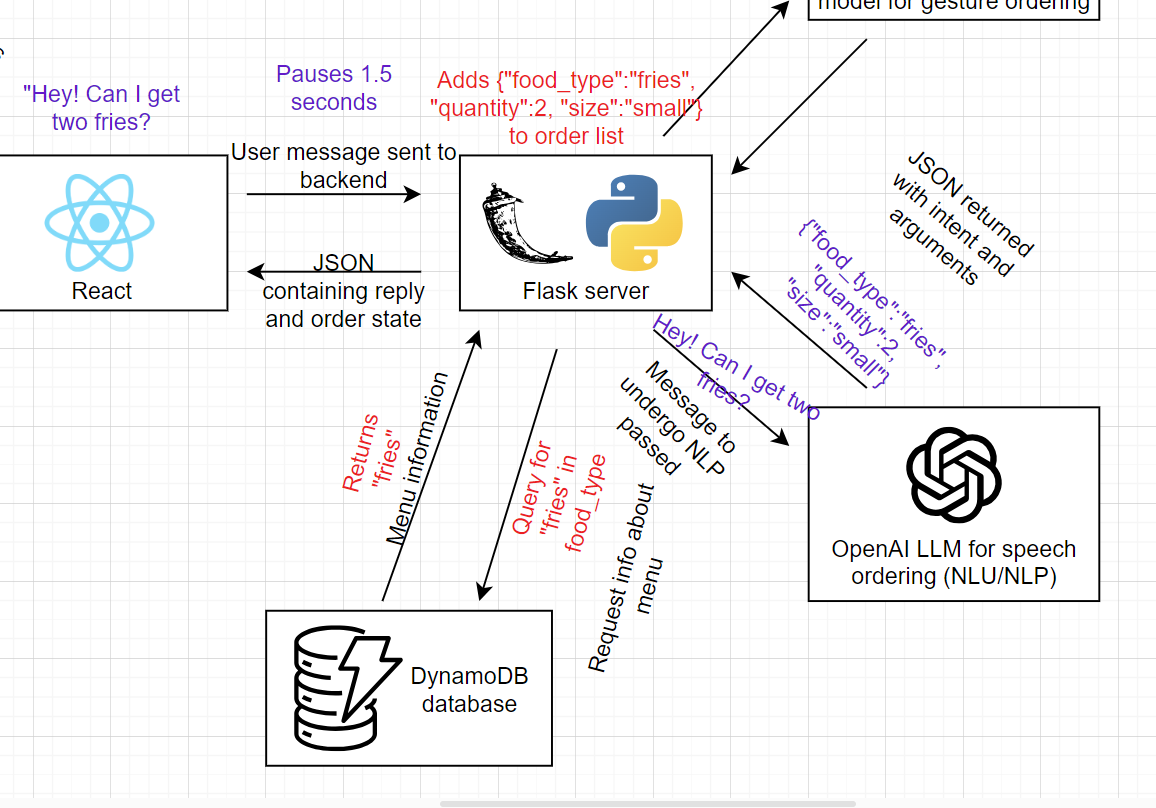 model for gesture ordering
"Hey! Can I get
two fries?
Pauses 1.5
seconds
Adds {"food_type":"fries",
"quantity":2, "size":"small"}
to order list
User message sent to
backend
React
JSON
containing reply
and order state
Flask server
JSON returned
with intent and
arguments
{"food_type":"fries",
"quantity":2,
"size":"small"}
Hey! Can I get two
fries?
Message to
undergo NLP
passed
Returns
"fries"
Menu information
Query for
"fries" in
food_type
Request info about
menu
OpenAI LLM for speech
ordering (NLU/NLP)
DynamoDB
database